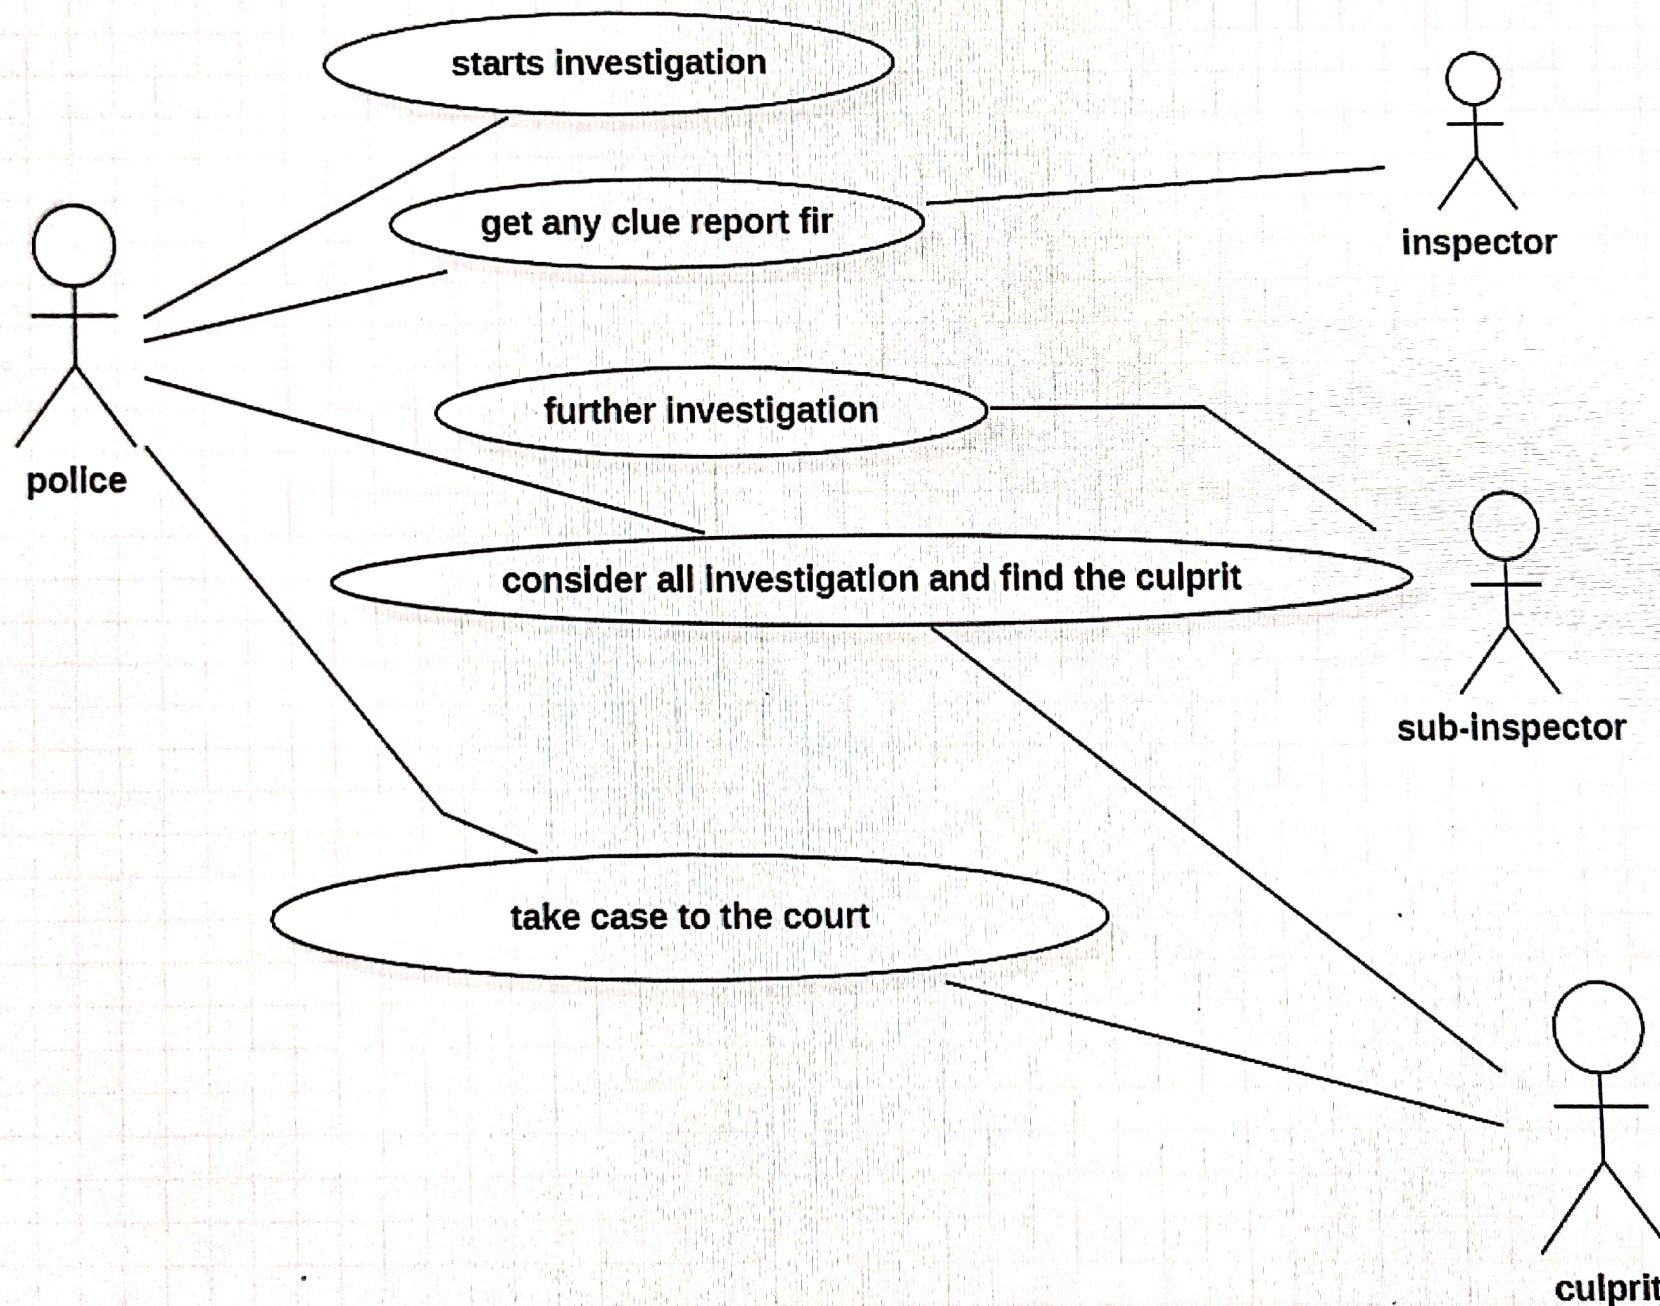 starts investigation
get any clue report fir
inspector
police
further investigation
consider all investigation and find the culprit
sub-inspector
take case to the court
culprit